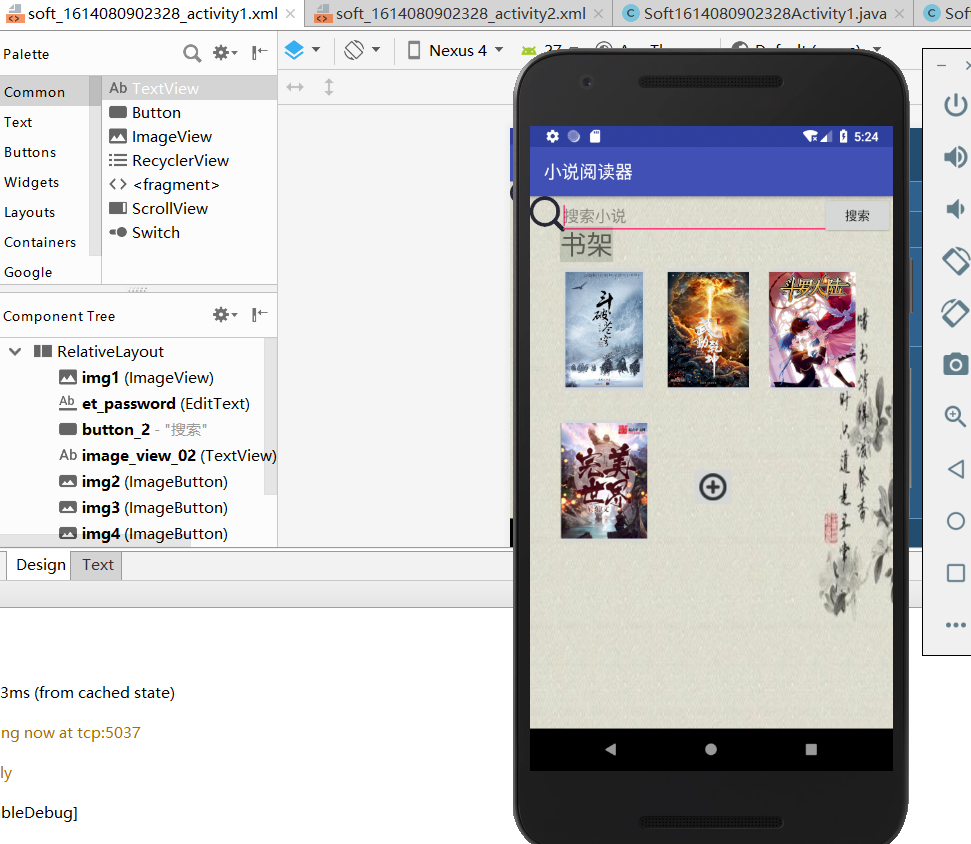 soft_1614080902328_activity1.xml
soft_1614080902328_activity2.xml
Soft1614080902328Activity1.java
Palette
Nexus 4
27
Common
Text
Buttons
Widgets
Layouts
Containers
Google
Ab TextView
Button
ImageView
RecyclerView
<fragment>
ScrollView
Switch
Component Tree
RelativeLayout
img1 (ImageView)
Ab et_password (EditText)
button_2 - "搜索"
Ab image_view_02 (TextView)
img2 (ImageButton)
img3 (ImageButton)
img4 (ImageButton)
Design
Text
3ms (from cached state)
ng now at tcp:5037
ly
bleDebug]
5:24
小说阅读器
搜索小说
搜索
书架
斗破苍穹
武动乾坤
斗罗大陆
完美世界